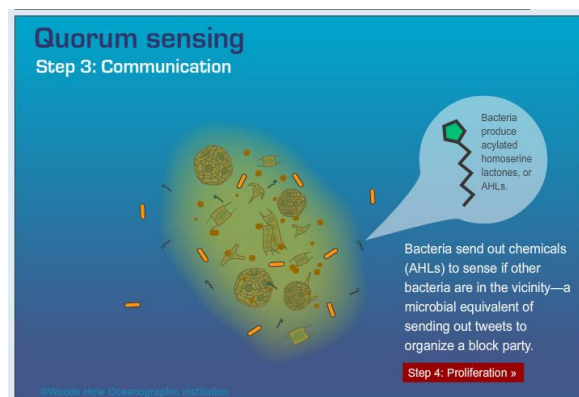 Quorum sensing
Step 3: Communication
Bacteria
produce
acylated
homoserine
lactones, or
AHLs.
Bacteria send out chemicals
(AHLs) to sense if other
bacteria are in the vicinity—a
microbial equivalent of
sending out tweets to
organize a block party.
Step 4: Proliferation »
©Woods Hole Oceanographic Institution